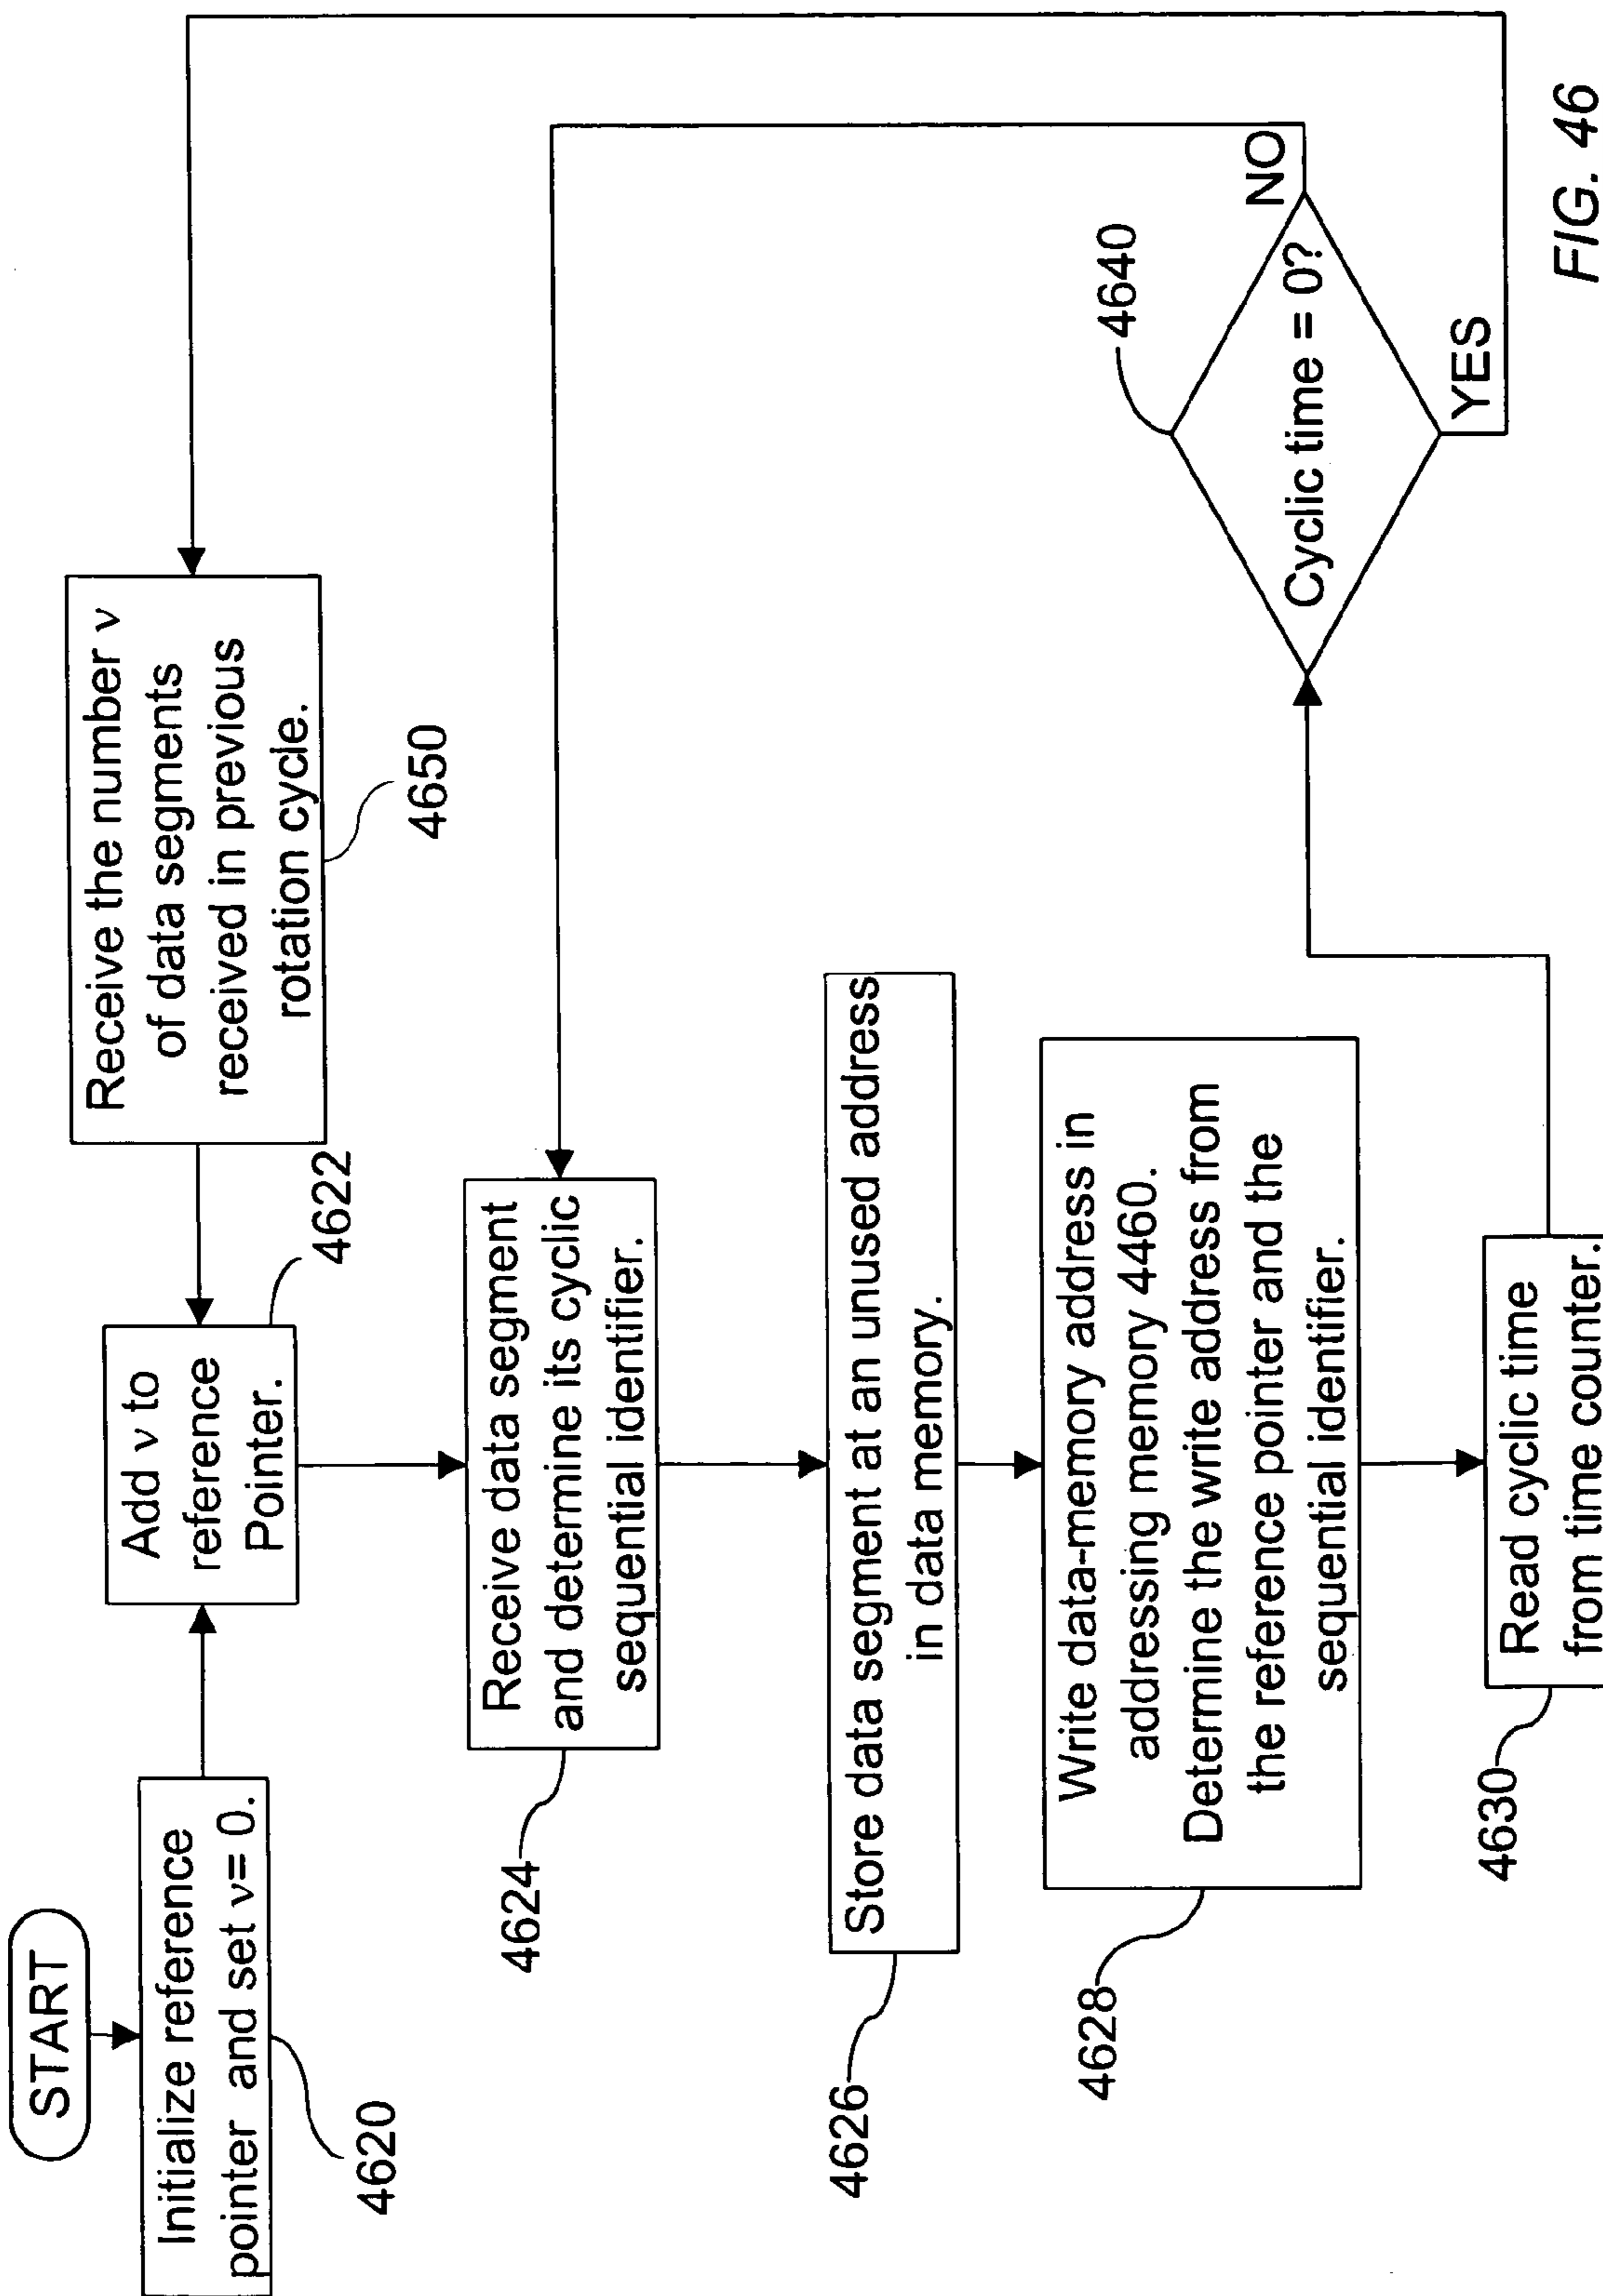 START
Initialize reference
pointer and set ν= 0.
4620
Add ν to
reference
Pointer.
4622
Receive the number ν
of data segments
received in previous
rotation cycle.
4650
Receive data segment
and determine its cyclic
sequential identifier.
4624
Store data segment at an unused address
in data memory.
4626
Write data-memory address in
addressing memory 4460.
Determine the write address from
the reference pointer and the
sequential identifier.
4628
Read cyclic time
from time counter.
4630
Cyclic time = 0?
4640
NO
YES
FIG. 46